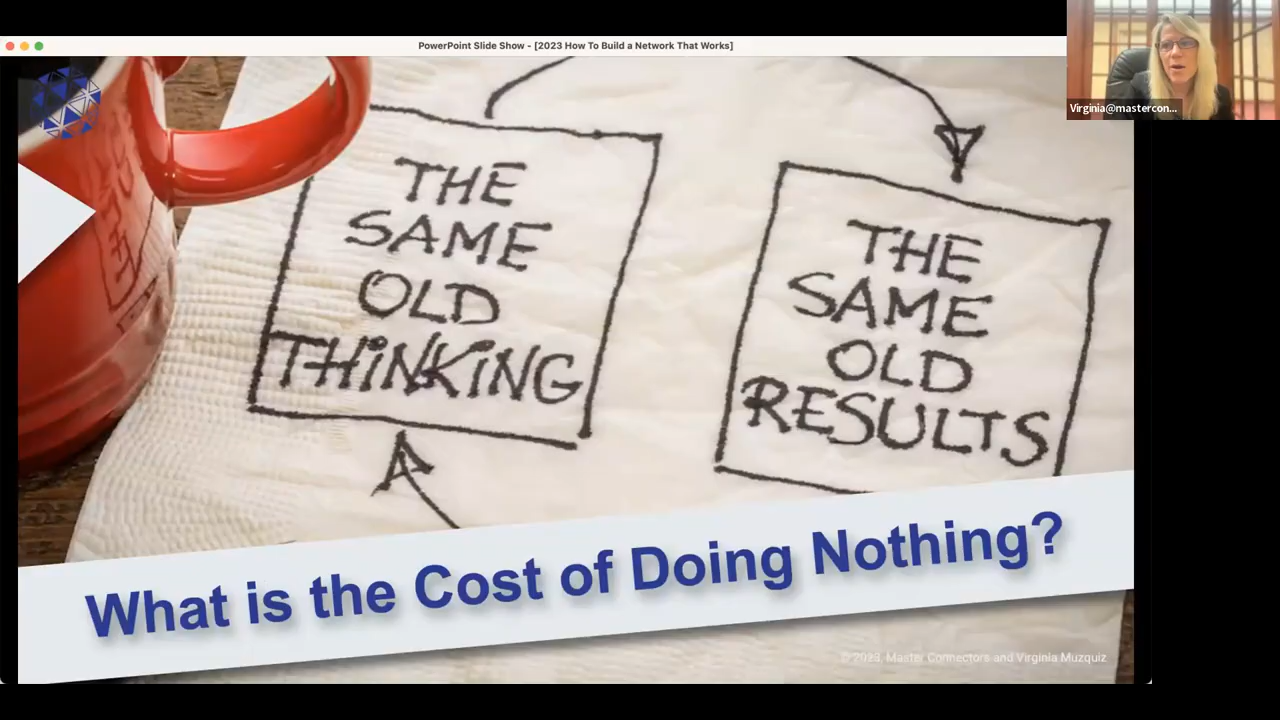 PowerPoint Slide Show - [2023 How To Build a Network That Works]
Virginia@mastercon...
THE
SAME
OLD
THiNKiNG
THE
SAME
OLD
RESULTS
What is the Cost of Doing Nothing?
© 2023, Master Connectors and Virginia Muzquiz